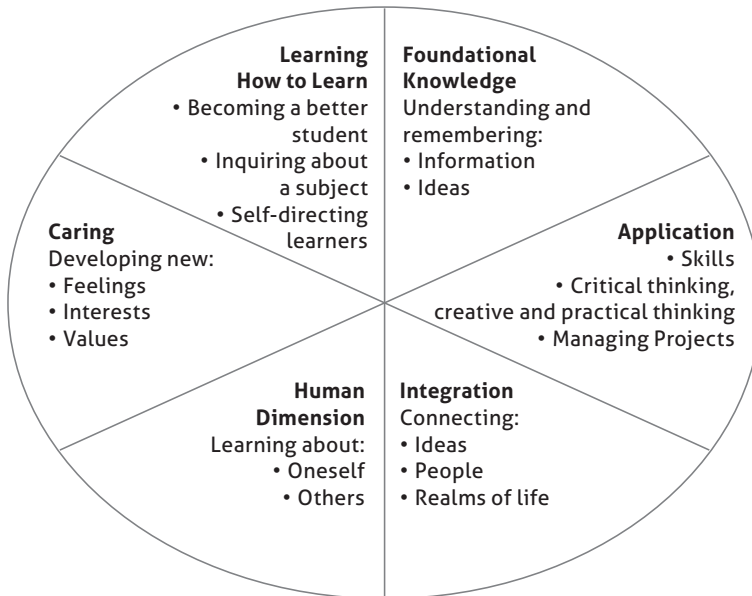 Learning
How to Learn
• Becoming a better
student
• Inquiring about
a subject
• Self-directing
learners
Foundational
Knowledge
Understanding and
remembering:
• Information
• Ideas
Caring
Developing new:
• Feelings
• Interests
• Values
Application
• Skills
• Critical thinking,
creative and practical thinking
• Managing Projects
Human
Dimension
Learning about:
• Oneself
• Others
Integration
Connecting:
• Ideas
• People
• Realms of life